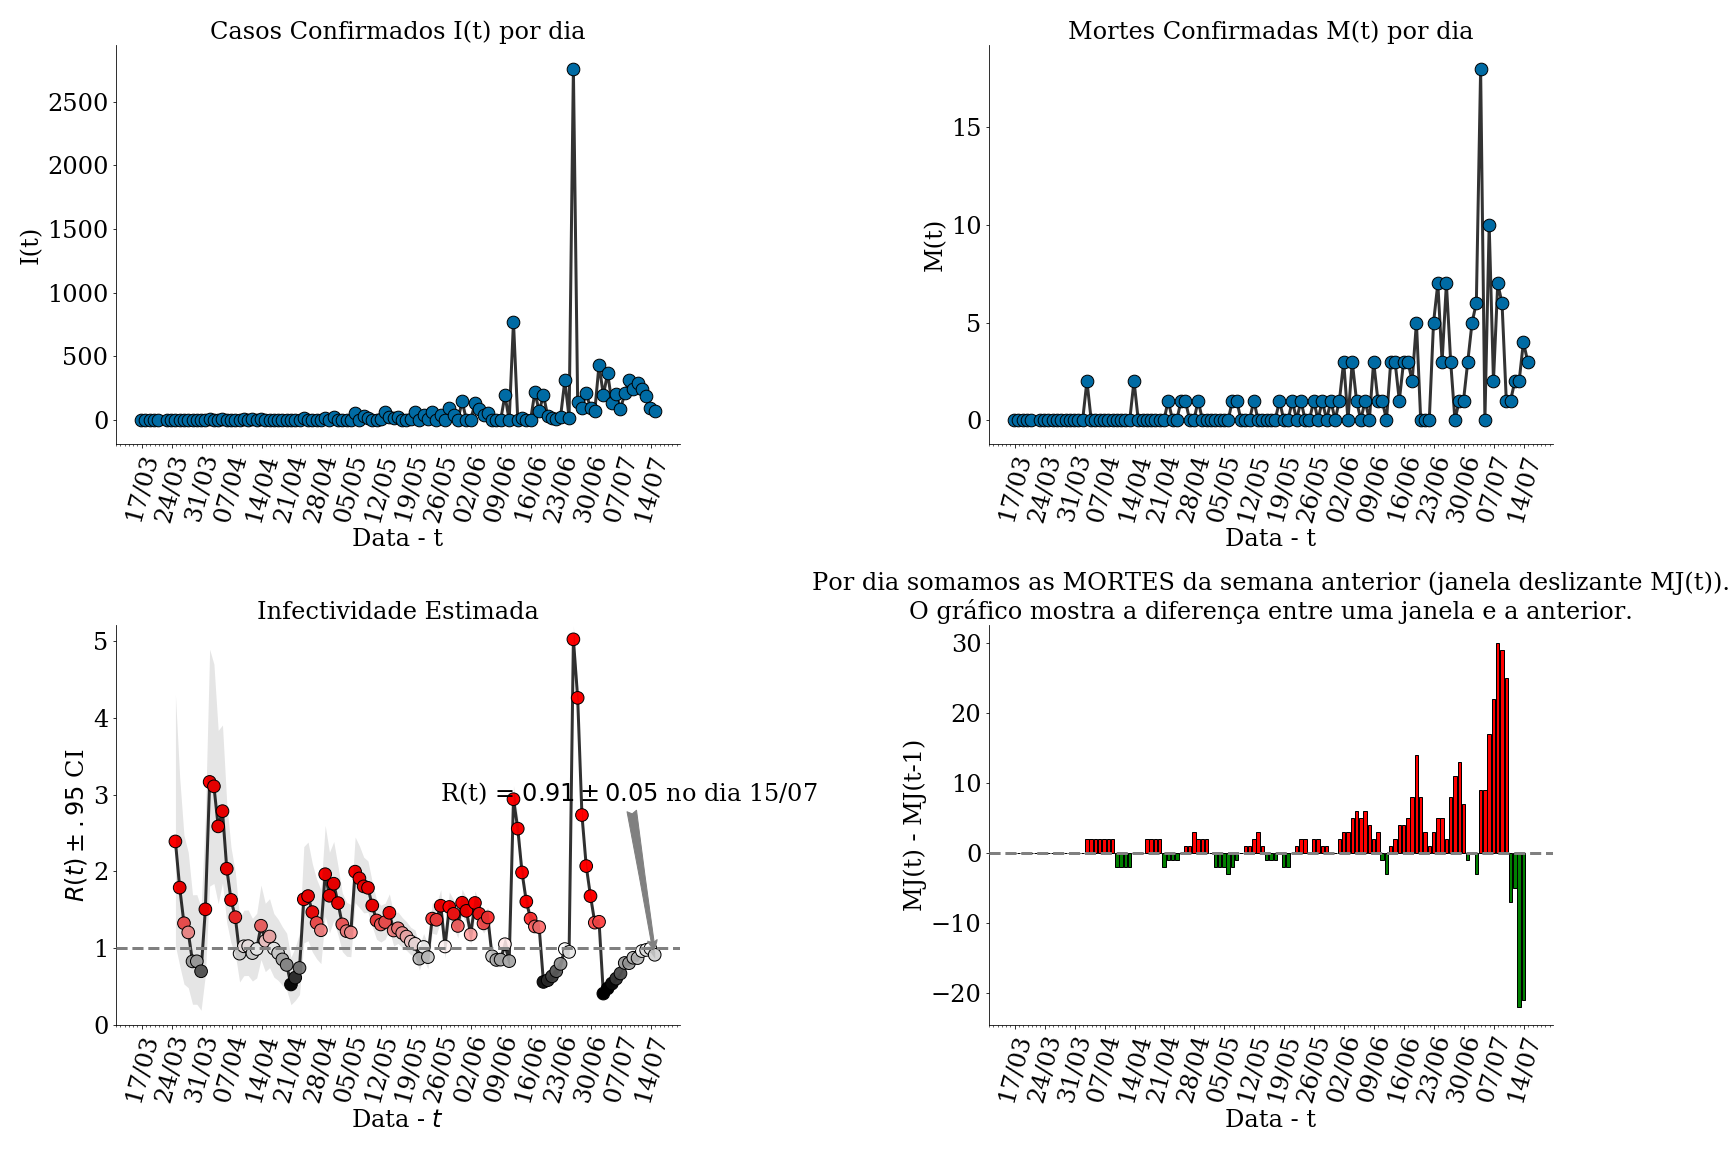 Casos Confirmados I(t) por dia
2500
2000
1500
1000
500
0
I(t)
17/03 24/03 31/03 07/04 14/04 21/04 28/04 05/05 12/05 19/05 26/05 02/06 09/06 16/06 23/06 30/06 07/07 14/07
Data - t
Mortes Confirmadas M(t) por dia
15
10
5
0
M(t)
17/03 24/03 31/03 07/04 14/04 21/04 28/04 05/05 12/05 19/05 26/05 02/06 09/06 16/06 23/06 30/06 07/07 14/07
Data - t
Infectividade Estimada
5
4
3
2
1
0
R(t) ± .95 CI
R(t) = 0.91 ± 0.05 no dia 15/07
17/03 24/03 31/03 07/04 14/04 21/04 28/04 05/05 12/05 19/05 26/05 02/06 09/06 16/06 23/06 30/06 07/07 14/07
Data - t
Por dia somamos as MORTES da semana anterior (janela deslizante MJ(t)).
O gráfico mostra a diferença entre uma janela e a anterior.
30
20
10
0
−10
−20
MJ(t) - MJ(t-1)
17/03 24/03 31/03 07/04 14/04 21/04 28/04 05/05 12/05 19/05 26/05 02/06 09/06 16/06 23/06 30/06 07/07 14/07
Data - t